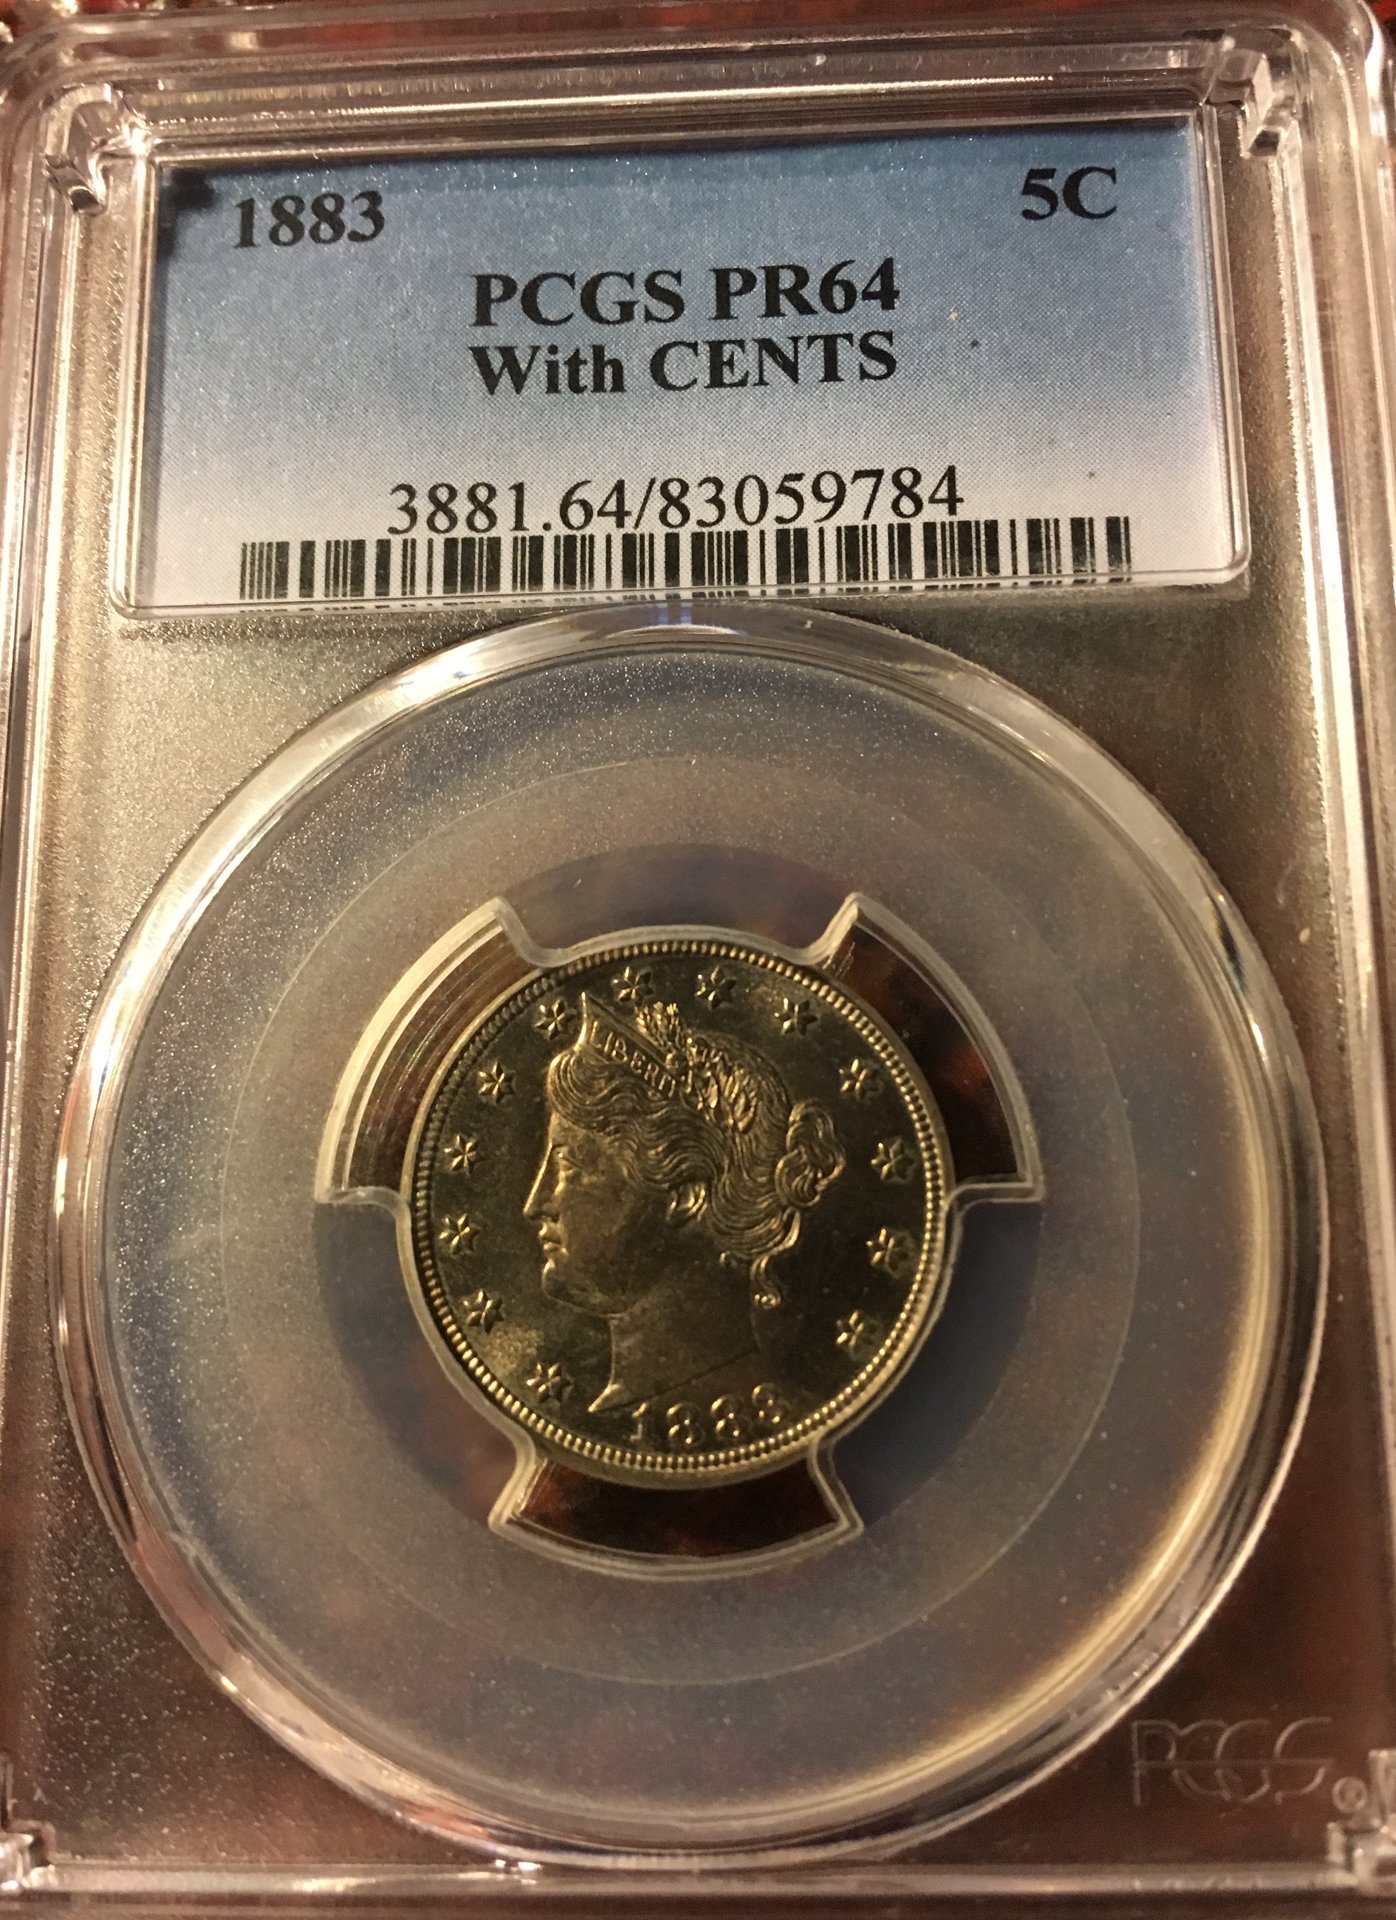 1883 5C
PCGS PR64
With CENTS
3881.64/83059784
LIBERTY
1883
PCGS ®